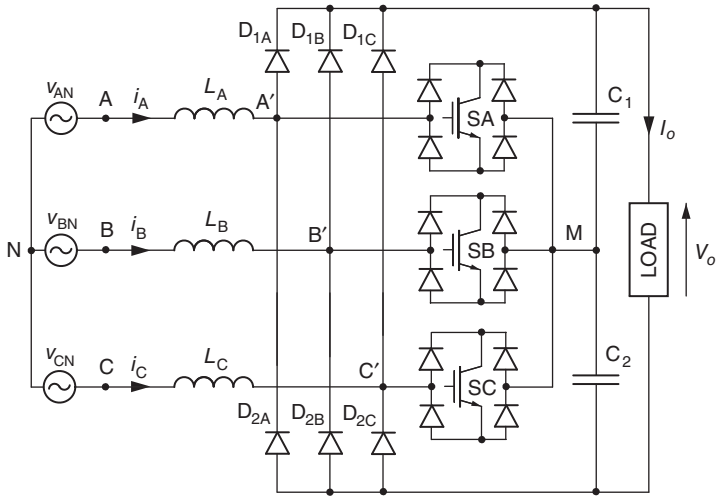 D1A D1B D1C
vAN A iA LA A′ SA C1 Io
N vBN B iB LB B′ SB M LOAD Vo
vCN C iC LC C′ SC C2
D2A D2B D2C